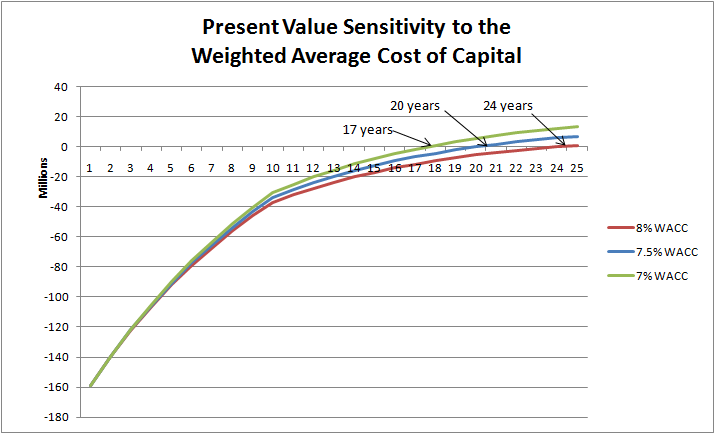 Present Value Sensitivity to the
Weighted Average Cost of Capital
40
20
0
-20
-40
-60
-80
-100
-120
-140
-160
-180
Millions
17 years
20 years
24 years
1 2 3 4 5 6 7 8 9 10 11 12 13 14 15 16 17 18 19 20 21 22 23 24 25
8% WACC
7.5% WACC
7% WACC